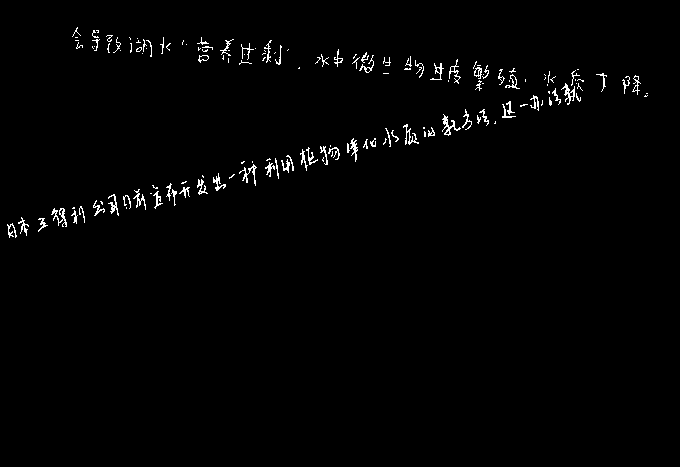 会导致湖水“营养过剩”,水中微生物过度繁殖,水质下降。
日本三得利公司日前宣布开发出一种利用植物净化水质的新方法,这一办法就